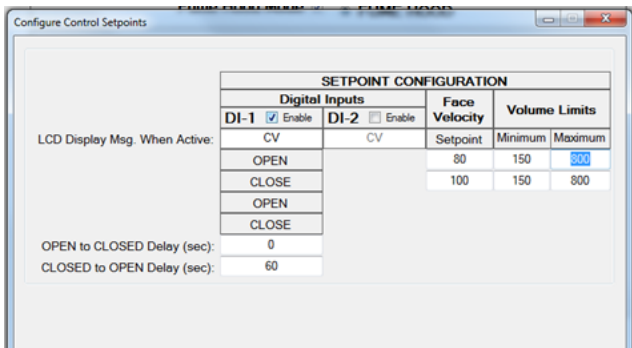 Configure Control Setpoints
SETPOINT CONFIGURATION
Digital Inputs
Face Velocity
Volume Limits
DI-1 Enable DI-2 Enable
LCD Display Msg. When Active: CV CV Setpoint Minimum Maximum
OPEN 80 150 800
CLOSE 100 150 800
OPEN
CLOSE
OPEN to CLOSED Delay (sec): 0
CLOSED to OPEN Delay (sec): 60